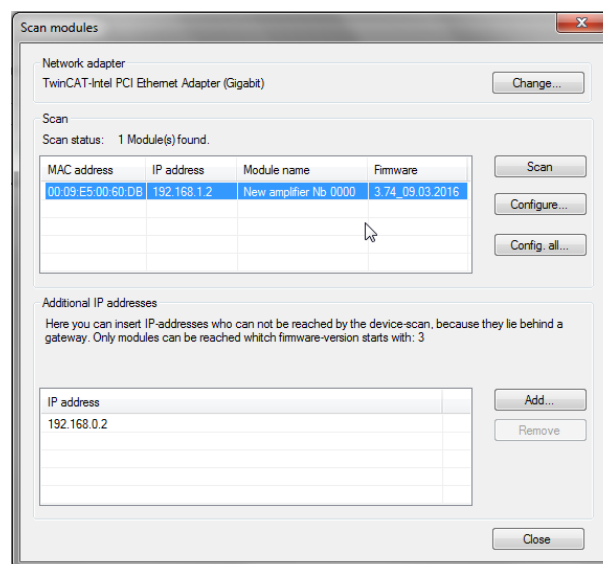 Scan modules
Network adapter
TwinCAT-Intel PCI Ethernet Adapter (Gigabit)
Change...
Scan
Scan status: 1 Module(s) found.
MAC address IP address Module name Firmware
00:09:E5:00:60:DB 192.168.1.2 New amplifier Nb 0000 3.74_09.03.2016
Scan
Configure...
Config. all...
Additional IP addresses
Here you can insert IP-addresses who can not be reached by the device-scan, because they lie behind a
gateway. Only modules can be reached whitch firmware-version starts with: 3
IP address
192.168.0.2
Add...
Remove
Close